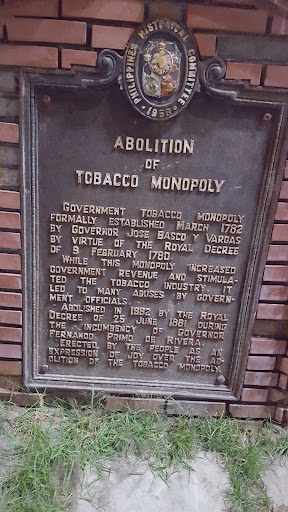 PHILIPPINES HISTORICAL COMMITTEE
1958
ABOLITION
OF
TOBACCO MONOPOLY
GOVERNMENT TOBACCO MONOPOLY
FORMALLY ESTABLISHED MARCH 1782
BY GOVERNOR JOSE BASCO Y VARGAS
BY VIRTUE OF THE ROYAL DECREE
OF 9 FEBRUARY 1780.
WHILE THIS MONOPOLY INCREASED
GOVERNMENT REVENUE AND STIMULA-
TED THE TOBACCO INDUSTRY, IT
LED TO MANY ABUSES BY GOVERN-
MENT OFFICIALS.
ABOLISHED IN 1882 BY THE ROYAL
DECREE OF 25 JUNE 1881 DURING
THE INCUMBENCY OF GOVERNOR
FERNANDO PRIMO DE RIVERA.
ERECTED BY THE PEOPLE AS AN
EXPRESSION OF JOY OVER THE AB-
OLITION OF THE TOBACCO MONOPOLY.